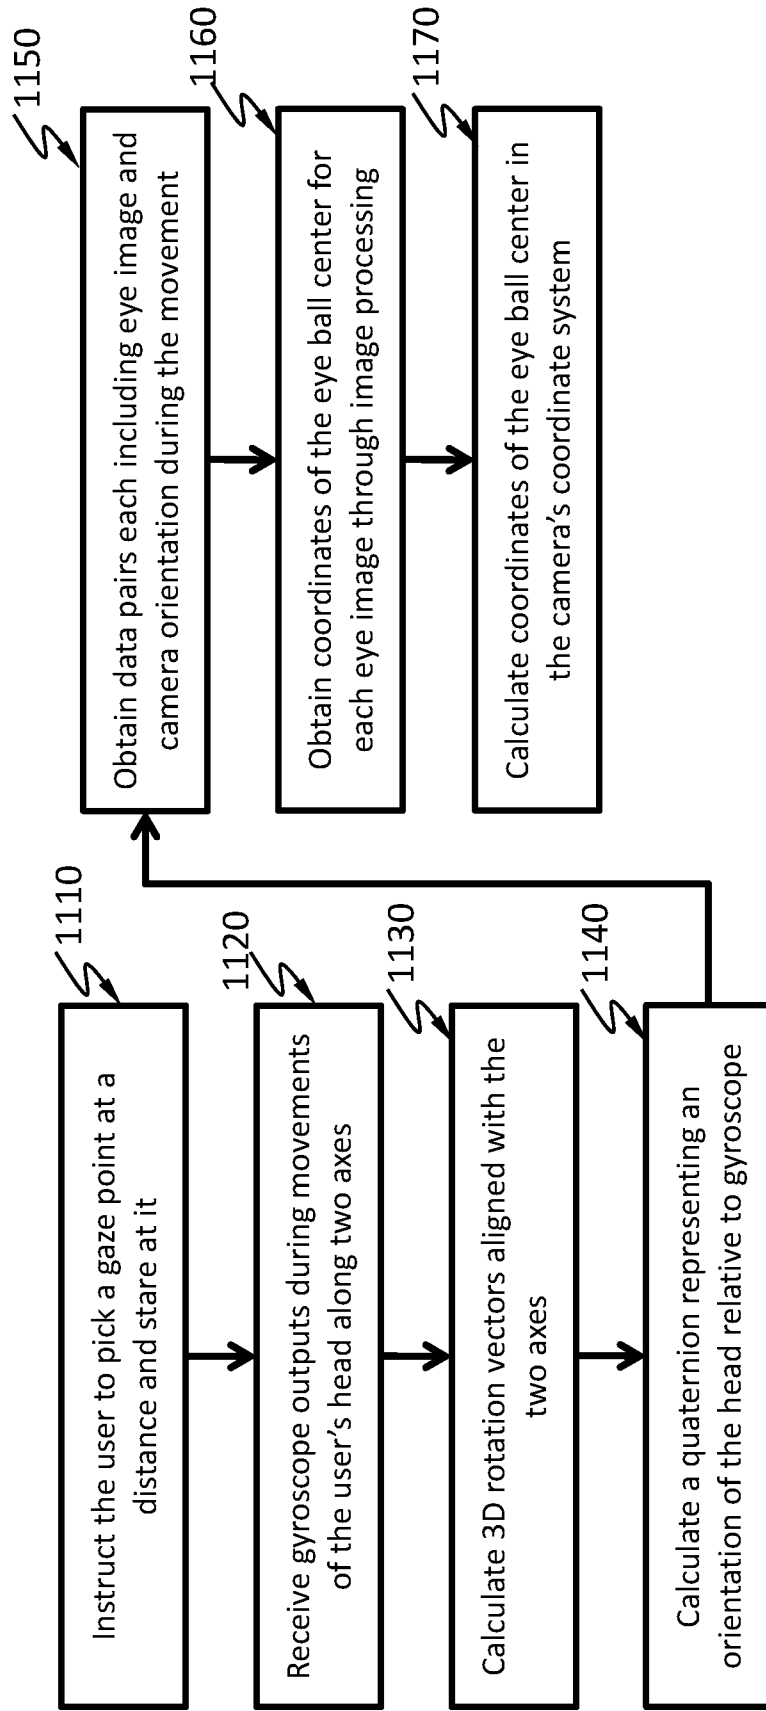 1110
Instruct the user to pick a gaze point at a
distance and stare at it
1120
Receive gyroscope outputs during movements
of the user's head along two axes
1130
Calculate 3D rotation vectors aligned with the
two axes
1140
Calculate a quaternion representing an
orientation of the head relative to gyroscope
1150
Obtain data pairs each including eye image and
camera orientation during the movement
1160
Obtain coordinates of the eye ball center for
each eye image through image processing
1170
Calculate coordinates of the eye ball center in
the camera's coordinate system